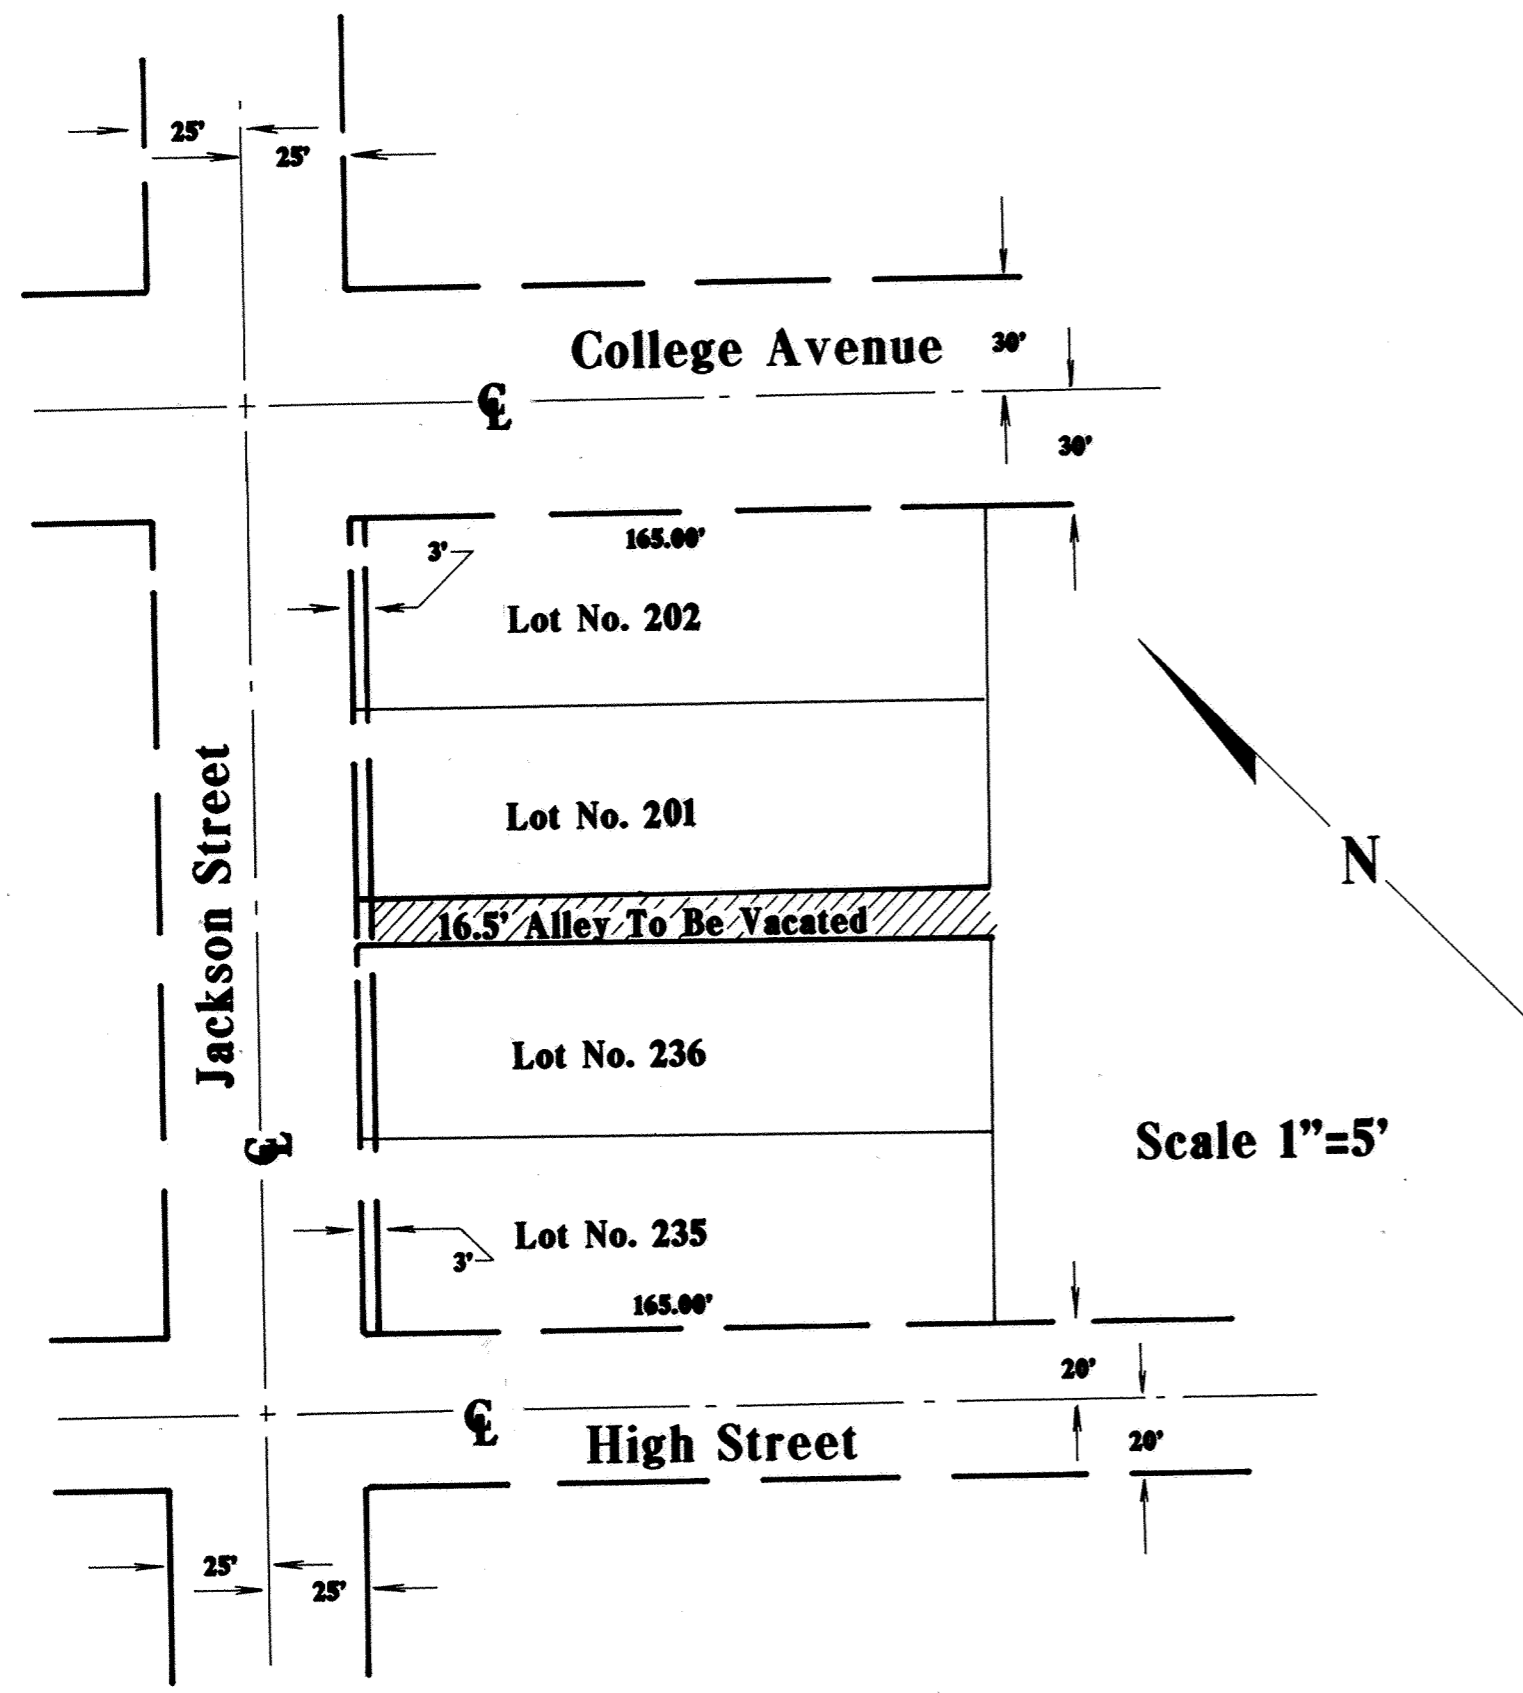 25'
25'
College Avenue
30'
℄
30'
165.00'
3'
Lot No. 202
Lot No. 201
16.5' Alley To Be Vacated
Jackson Street
N
Lot No. 236
Scale 1”=5'
℄
Lot No. 235
3'
165.00'
20'
℄
High Street
20'
25'
25'